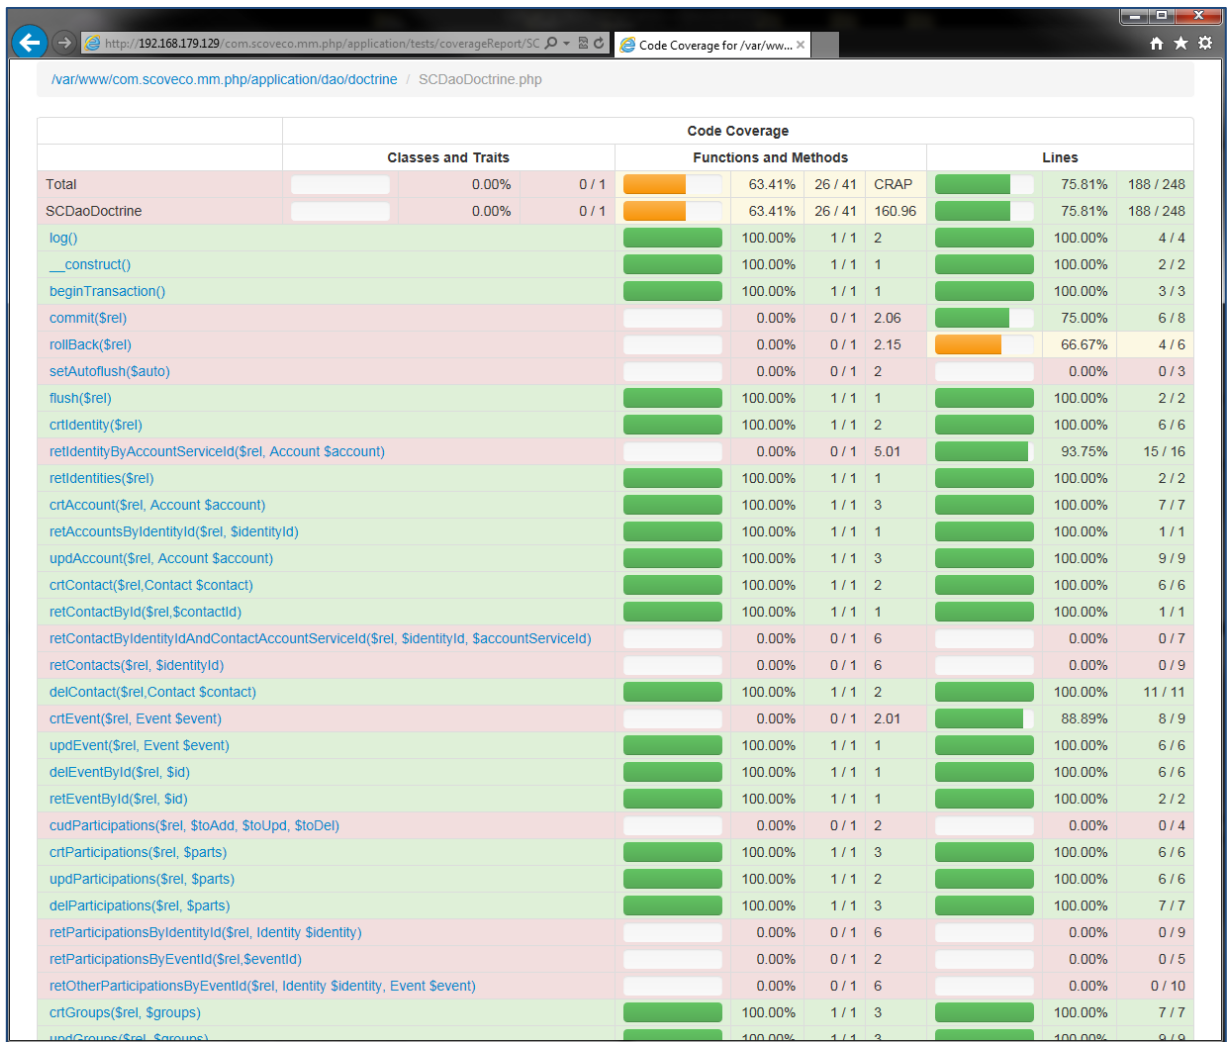 http://192.168.179.129/com.scoveco.mm.php/application/tests/coverageReport/SC
Code Coverage for /var/ww...
/var/www/com.scoveco.mm.php/application/dao/doctrine / SCDaoDoctrine.php
Code Coverage
Classes and Traits Functions and Methods Lines
Total 0.00% 0 / 1 63.41% 26 / 41 CRAP 75.81% 188 / 248
SCDaoDoctrine 0.00% 0 / 1 63.41% 26 / 41 160.96 75.81% 188 / 248
log() 100.00% 1 / 1 2 100.00% 4 / 4
__construct() 100.00% 1 / 1 1 100.00% 2 / 2
beginTransaction() 100.00% 1 / 1 1 100.00% 3 / 3
commit($rel) 0.00% 0 / 1 2.06 75.00% 6 / 8
rollBack($rel) 0.00% 0 / 1 2.15 66.67% 4 / 6
setAutoflush($auto) 0.00% 0 / 1 2 0.00% 0 / 3
flush($rel) 100.00% 1 / 1 1 100.00% 2 / 2
crtIdentity($rel) 100.00% 1 / 1 2 100.00% 6 / 6
retIdentityByAccountServiceId($rel, Account $account) 0.00% 0 / 1 5.01 93.75% 15 / 16
retIdentities($rel) 100.00% 1 / 1 1 100.00% 2 / 2
crtAccount($rel, Account $account) 100.00% 1 / 1 3 100.00% 7 / 7
retAccountsByIdentityId($rel, $identityId) 100.00% 1 / 1 1 100.00% 1 / 1
updAccount($rel, Account $account) 100.00% 1 / 1 3 100.00% 9 / 9
crtContact($rel,Contact $contact) 100.00% 1 / 1 2 100.00% 6 / 6
retContactById($rel,$contactId) 100.00% 1 / 1 1 100.00% 1 / 1
retContactByIdentityIdAndContactAccountServiceId($rel, $identityId, $accountServiceId) 0.00% 0 / 1 6 0.00% 0 / 7
retContacts($rel, $identityId) 0.00% 0 / 1 6 0.00% 0 / 9
delContact($rel,Contact $contact) 100.00% 1 / 1 2 100.00% 11 / 11
crtEvent($rel, Event $event) 0.00% 0 / 1 2.01 88.89% 8 / 9
updEvent($rel, Event $event) 100.00% 1 / 1 1 100.00% 6 / 6
delEventById($rel, $id) 100.00% 1 / 1 1 100.00% 6 / 6
retEventById($rel, $id) 100.00% 1 / 1 1 100.00% 2 / 2
cudParticipations($rel, $toAdd, $toUpd, $toDel) 0.00% 0 / 1 2 0.00% 0 / 4
crtParticipations($rel, $parts) 100.00% 1 / 1 3 100.00% 6 / 6
updParticipations($rel, $parts) 100.00% 1 / 1 2 100.00% 6 / 6
delParticipations($rel, $parts) 100.00% 1 / 1 3 100.00% 7 / 7
retParticipationsByIdentityId($rel, Identity $identity) 0.00% 0 / 1 6 0.00% 0 / 9
retParticipationsByEventId($rel,$eventId) 0.00% 0 / 1 2 0.00% 0 / 5
retOtherParticipationsByEventId($rel, Identity $identity, Event $event) 0.00% 0 / 1 6 0.00% 0 / 10
crtGroups($rel, $groups) 100.00% 1 / 1 3 100.00% 7 / 7
updGroups($rel, $groups) 100.00% 1 / 1 3 100.00% 9 / 9